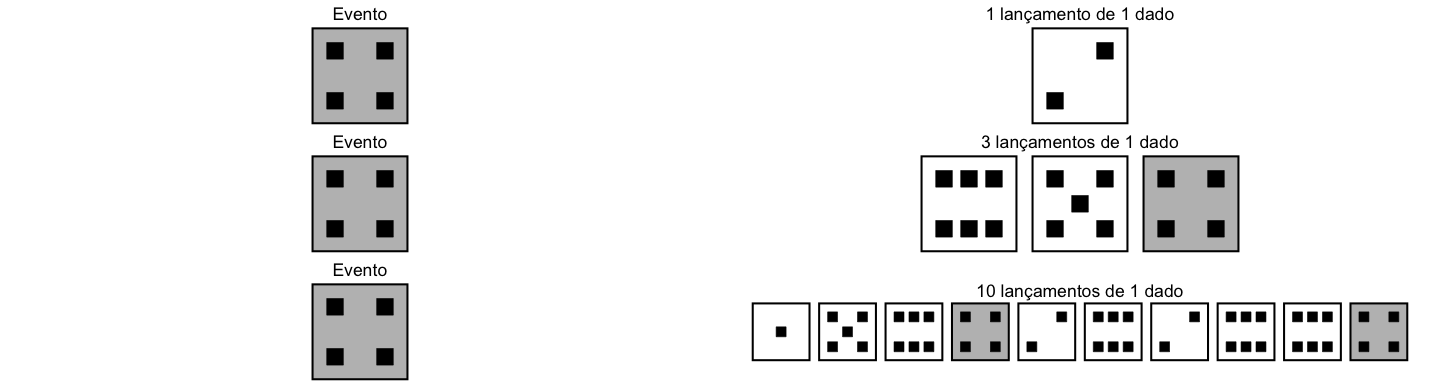 Evento
1 lançamento de 1 dado
Evento
3 lançamentos de 1 dado
Evento
10 lançamentos de 1 dado